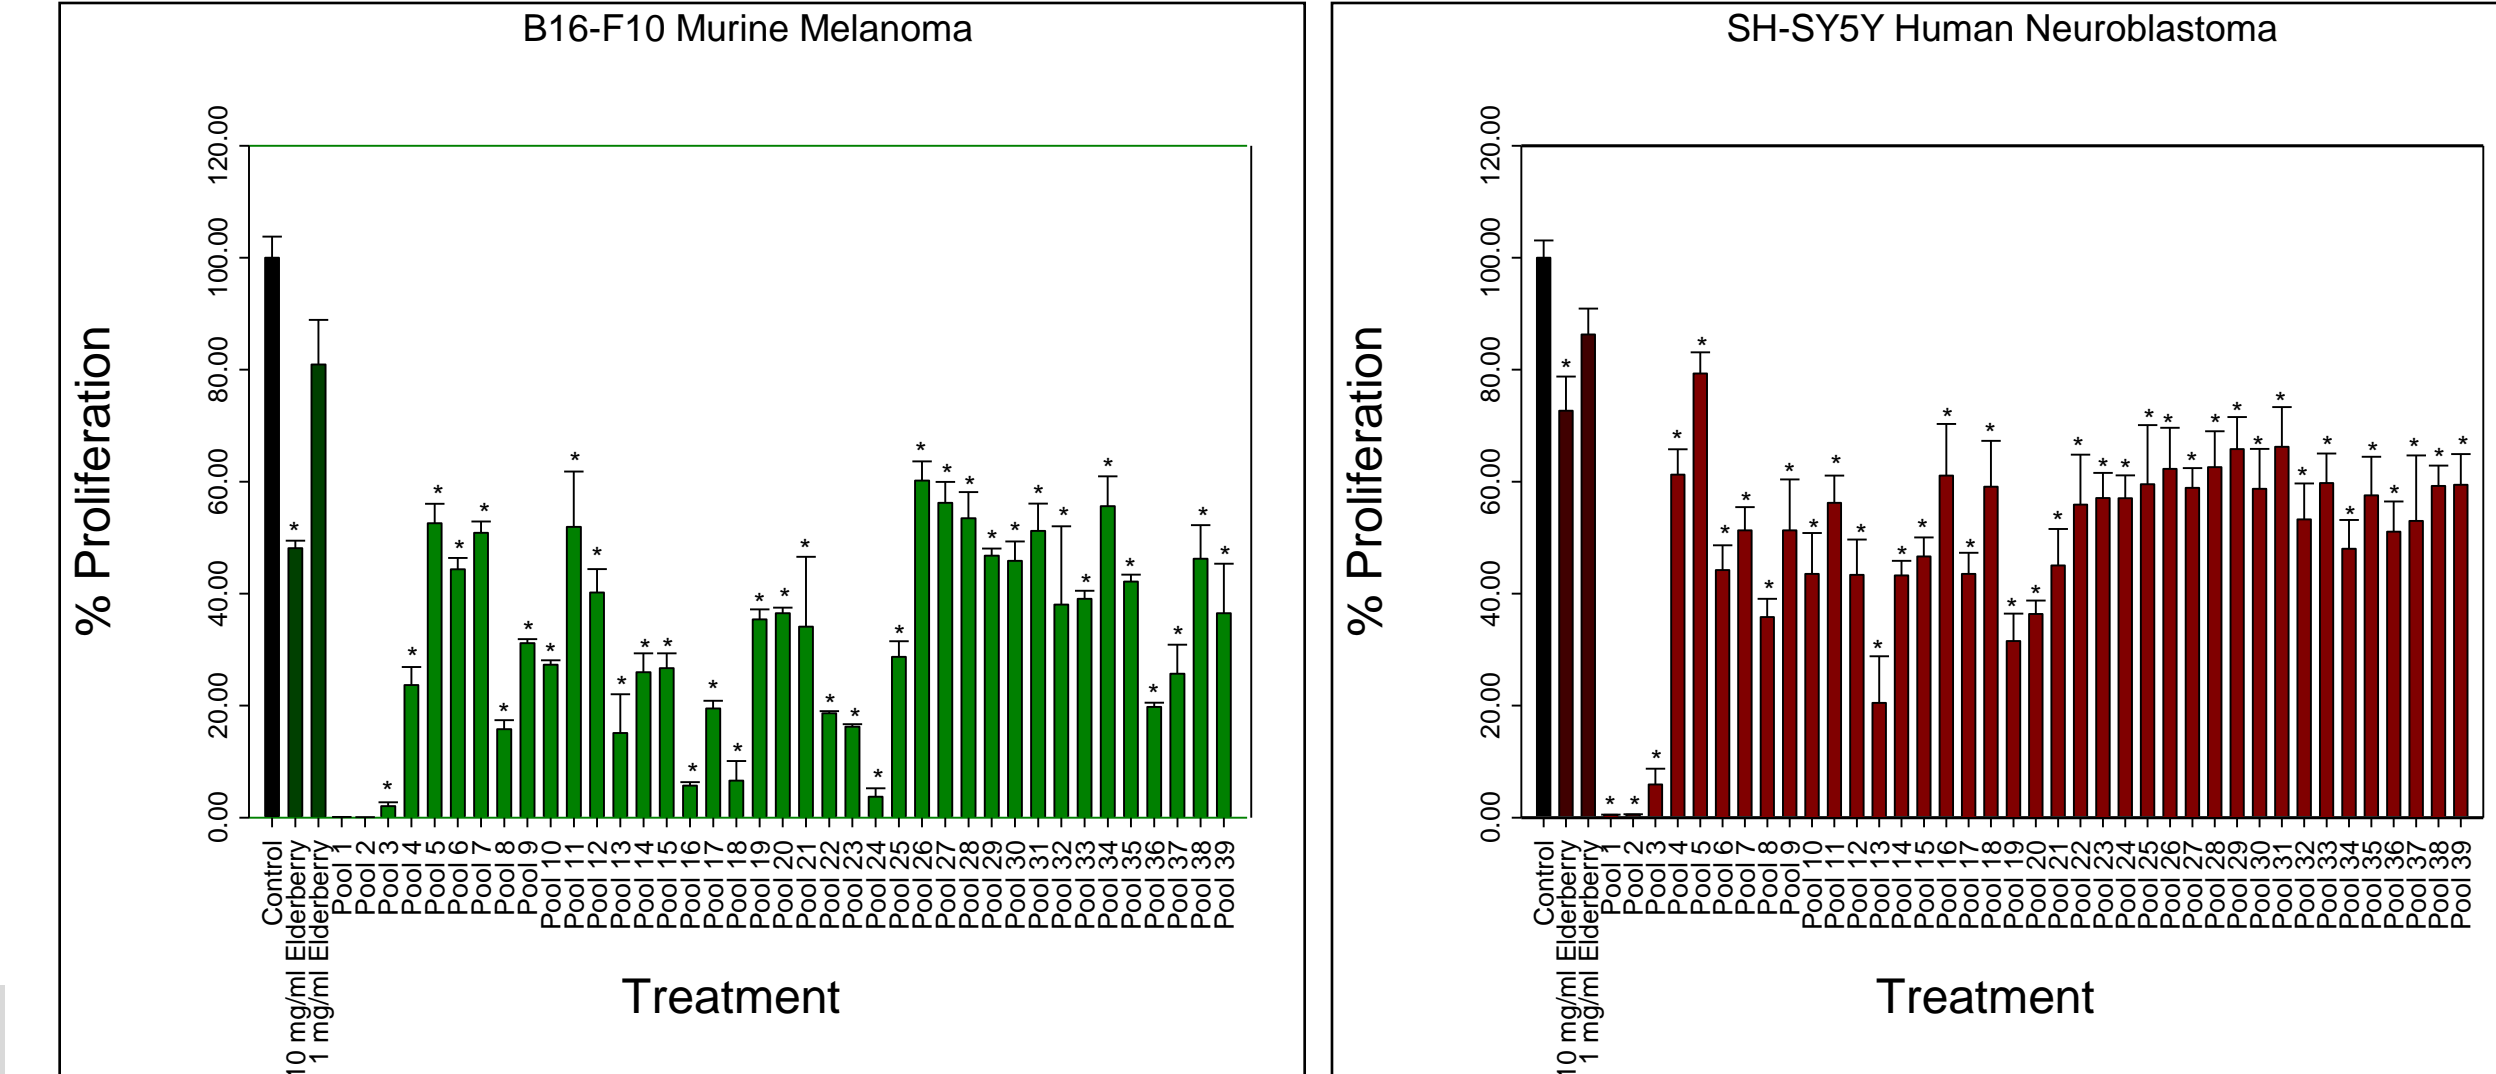 B16-F10 Murine Melanoma
% Proliferation
120.00
100.00
80.00
60.00
40.00
20.00
0.00
* * * * * * * * * * * * * * * * * * * * * * * * * * * * * * * * * * * * * *
Control
10 mg/ml Elderberry
1 mg/ml Elderberry
Pool 1
Pool 2
Pool 3
Pool 4
Pool 5
Pool 6
Pool 7
Pool 8
Pool 9
Pool 10
Pool 11
Pool 12
Pool 13
Pool 14
Pool 15
Pool 16
Pool 17
Pool 18
Pool 19
Pool 20
Pool 21
Pool 22
Pool 23
Pool 24
Pool 25
Pool 26
Pool 27
Pool 28
Pool 29
Pool 30
Pool 31
Pool 32
Pool 33
Pool 34
Pool 35
Pool 36
Pool 37
Pool 38
Pool 39
Treatment
SH-SY5Y Human Neuroblastoma
% Proliferation
120.00
100.00
80.00
60.00
40.00
20.00
0.00
* * * * * * * * * * * * * * * * * * * * * * * * * * * * * * * * * * * * * * * *
Control
10 mg/ml Elderberry
1 mg/ml Elderberry
Pool 1
Pool 2
Pool 3
Pool 4
Pool 5
Pool 6
Pool 7
Pool 8
Pool 9
Pool 10
Pool 11
Pool 12
Pool 13
Pool 14
Pool 15
Pool 16
Pool 17
Pool 18
Pool 19
Pool 20
Pool 21
Pool 22
Pool 23
Pool 24
Pool 25
Pool 26
Pool 27
Pool 28
Pool 29
Pool 30
Pool 31
Pool 32
Pool 33
Pool 34
Pool 35
Pool 36
Pool 37
Pool 38
Pool 39
Treatment